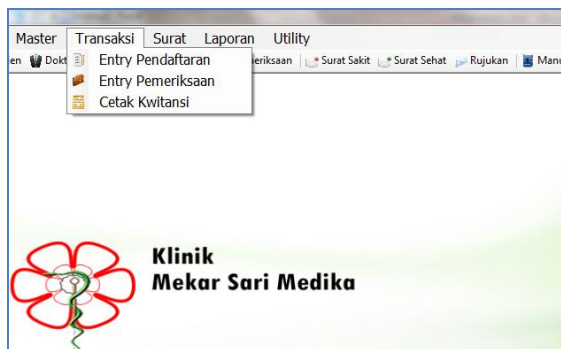 Master Transaksi Surat Laporan Utility
Surat Sakit Surat Sehat Rujukan
Entry Pendaftaran
Entry Pemeriksaan
Cetak Kwitansi
Klinik
Mekar Sari Medika